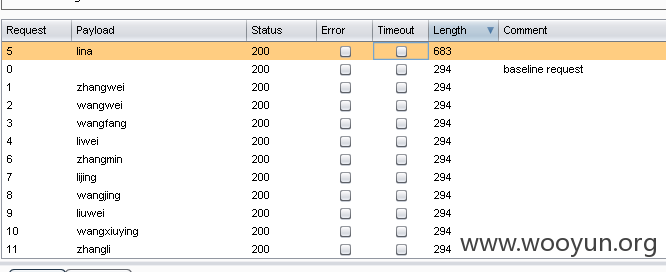 Request Payload Status Error Timeout Length Comment
5 lina 200 683
0 200 294 baseline request
1 zhangwei 200 294
2 wangwei 200 294
3 wangfang 200 294
4 liwei 200 294
6 zhangmin 200 294
7 lijing 200 294
8 wangjing 200 294
9 liuwei 200 294
10 wangxiuying 200 294
11 zhangli 200 294
www.wooyun.org